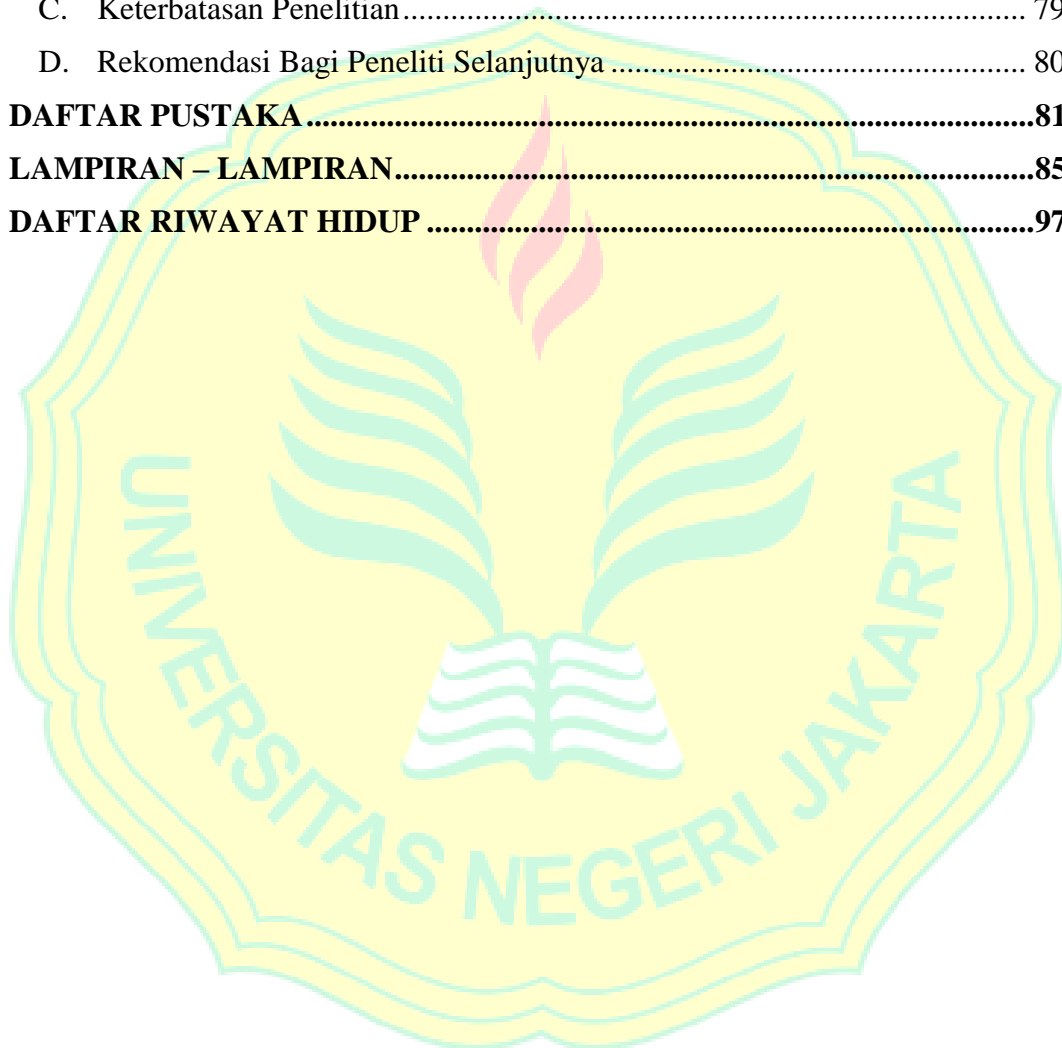 C. Keterbatasan Penelitian........................................................................... 79
D. Rekomendasi Bagi Peneliti Selanjutnya .................................................. 80
DAFTAR PUSTAKA.........................................................................................81
LAMPIRAN – LAMPIRAN..............................................................................85
DAFTAR RIWAYAT HIDUP ..........................................................................97
UNIVERSITAS NEGERI JAKARTA